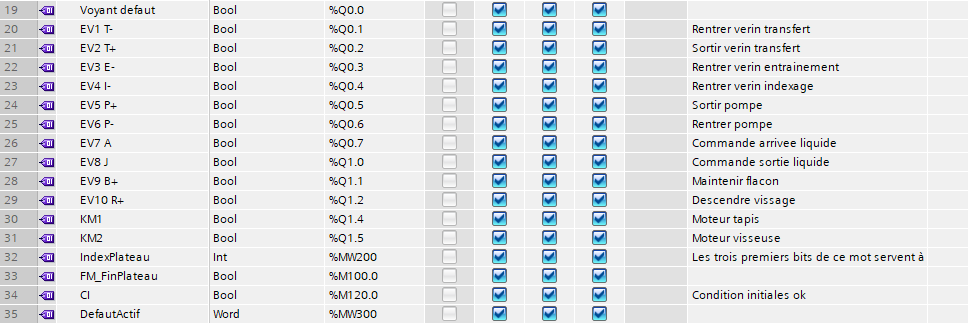 19 Voyant defaut Bool %Q0.0
20 EV1 T- Bool %Q0.1 Rentrer verin transfert
21 EV2 T+ Bool %Q0.2 Sortir verin transfert
22 EV3 E- Bool %Q0.3 Rentrer verin entrainement
23 EV4 I- Bool %Q0.4 Rentrer verin indexage
24 EV5 P+ Bool %Q0.5 Sortir pompe
25 EV6 P- Bool %Q0.6 Rentrer pompe
26 EV7 A Bool %Q0.7 Commande arrivee liquide
27 EV8 J Bool %Q1.0 Commande sortie liquide
28 EV9 B+ Bool %Q1.1 Maintenir flacon
29 EV10 R+ Bool %Q1.2 Descendre vissage
30 KM1 Bool %Q1.4 Moteur tapis
31 KM2 Bool %Q1.5 Moteur visseuse
32 IndexPlateau Int %MW200 Les trois premiers bits de ce mot servent à
33 FM_FinPlateau Bool %M100.0
34 CI Bool %M120.0 Condition initiales ok
35 DefautActif Word %MW300